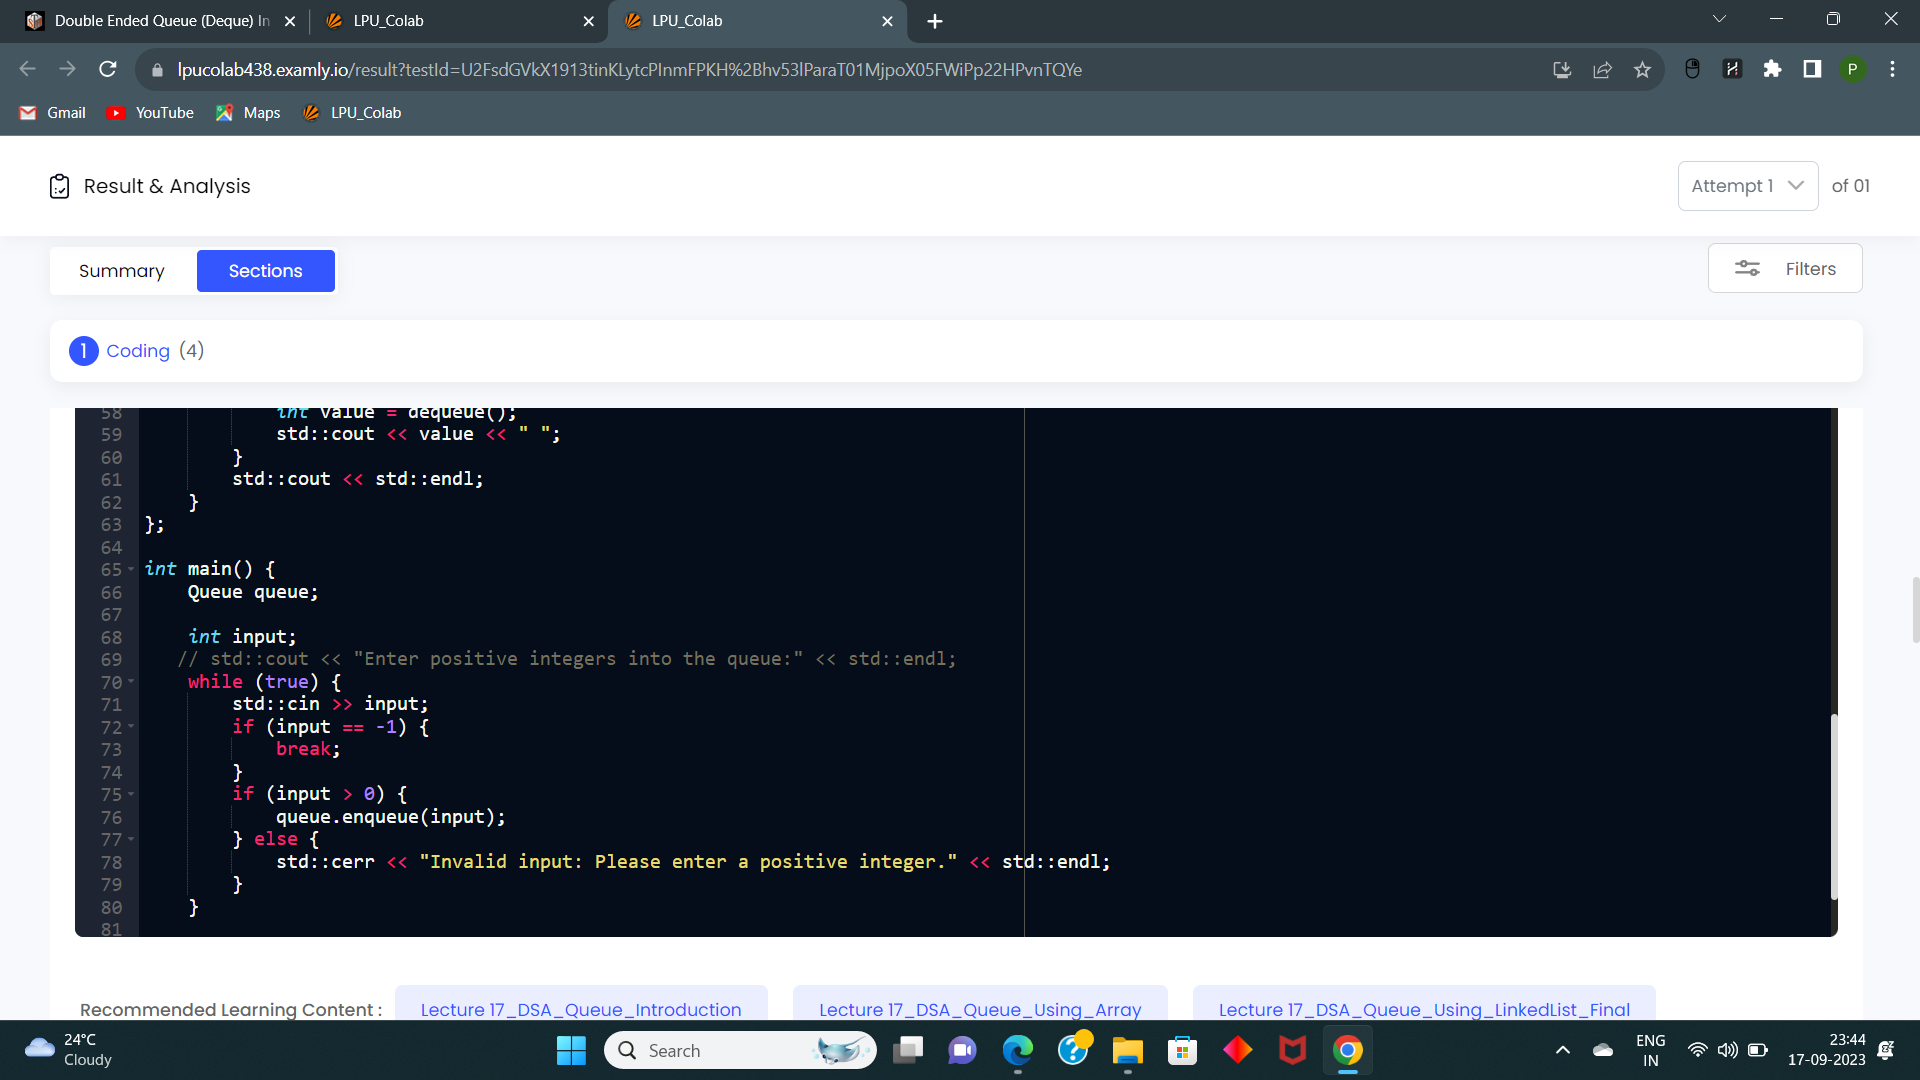 Double Ended Queue (Deque) In
LPU_Colab
LPU_Colab
lpucolab438.examly.io/result?testId=U2FsdGVkX1913tinKLytcPInmFPKH%2Bhv53lParaT01MjpoX05FWiPp22HPvnTQYe
P
Gmail
YouTube
Maps
LPU_Colab
Result & Analysis
Attempt 1
of 01
Summary
Sections
Filters
1 Coding (4)
58 int value = dequeue();
59 std::cout << value << " ";
60 }
61 std::cout << std::endl;
62 }
63 };
64
65 int main() {
66 Queue queue;
67
68 int input;
69 // std::cout << "Enter positive integers into the queue:" << std::endl;
70 while (true) {
71 std::cin >> input;
72 if (input == -1) {
73 break;
74 }
75 if (input > 0) {
76 queue.enqueue(input);
77 } else {
78 std::cerr << "Invalid input: Please enter a positive integer." << std::endl;
79 }
80 }
81
Recommended Learning Content :
Lecture 17_DSA_Queue_Introduction
Lecture 17_DSA_Queue_Using_Array
Lecture 17_DSA_Queue_Using_LinkedList_Final
24°C
Cloudy
Search
ENG
IN
23:44
17-09-2023